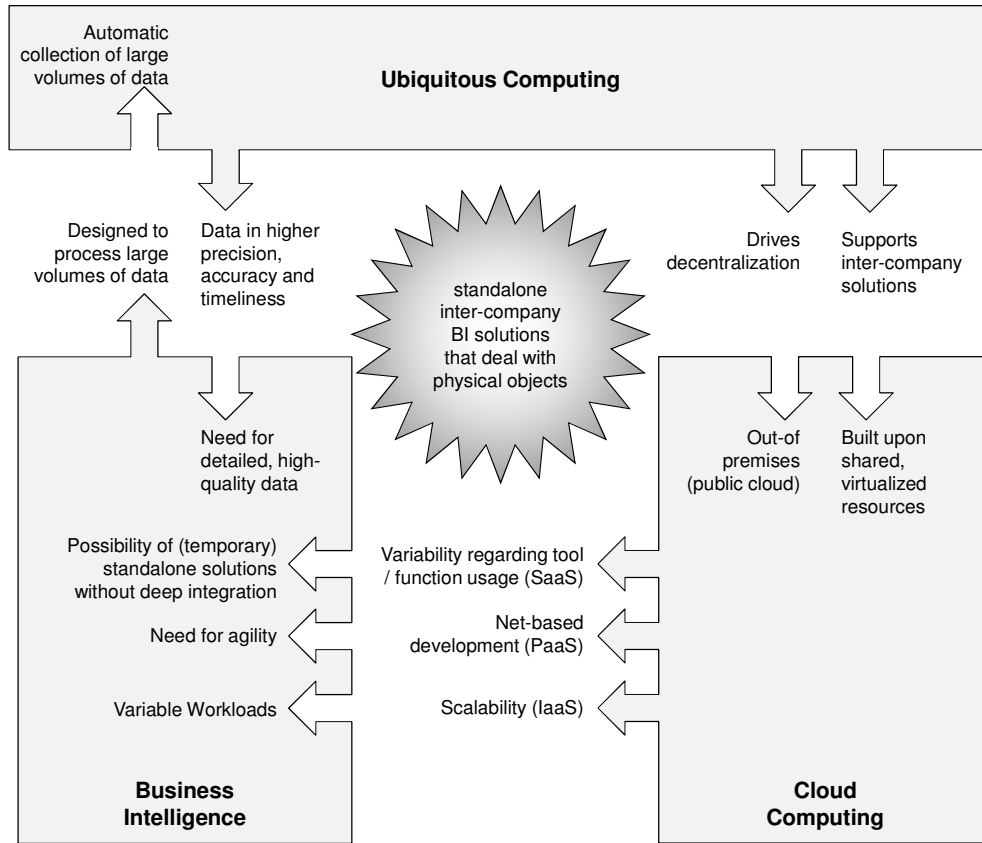 Automatic
collection of large
volumes of data
Ubiquitous Computing
Designed to
process large
volumes of data
Data in higher
precision,
accuracy and
timeliness
Drives
decentralization
Supports
inter-company
solutions
standalone
inter-company
BI solutions
that deal with
physical objects
Need for
detailed, high-
quality data
Out-of
premises
(public cloud)
Built upon
shared,
virtualized
resources
Possibility of (temporary)
standalone solutions
without deep integration
Variability regarding tool
/ function usage (SaaS)
Need for agility
Net-based
development (PaaS)
Variable Workloads
Scalability (IaaS)
Business
Intelligence
Cloud
Computing